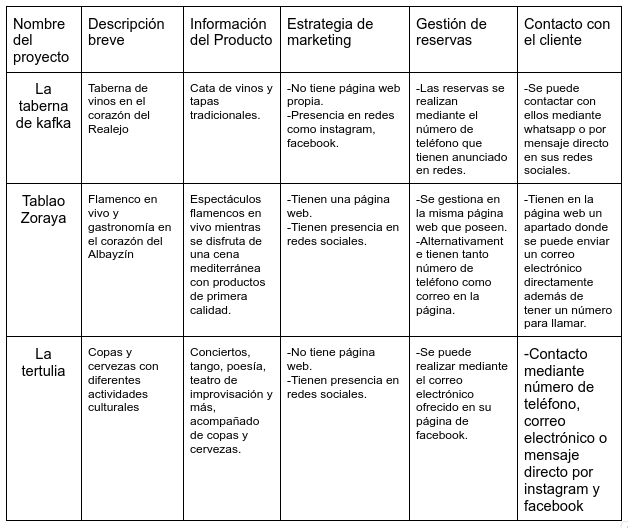 Nombre
del
proyecto
Descripción
breve
Información
del Producto
Estrategia de
marketing
Gestión de
reservas
Contacto con
el cliente
La
taberna
de kafka
Taberna de
vinos en el
corazón del
Realejo
Cata de vinos y
tapas
tradicionales.
-No tiene página web
propia.
-Presencia en redes
como instagram,
facebook.
-Las reservas se
realizan
mediante el
número de
teléfono que
tienen anunciado
en redes.
-Se puede
contactar con
ellos mediante
whatsapp o por
mensaje directo
en sus redes
sociales.
Tablao
Zoraya
Flamenco en
vivo y
gastronomía en
el corazón del
Albayzín
Espectáculos
flamencos en
vivo mientras
se disfruta de
una cena
mediterránea
con productos
de primera
calidad.
-Tienen una página
web.
-Tienen presencia en
redes sociales.
-Se gestiona en
la misma página
web que poseen.
-Alternativament
e tienen tanto
número de
teléfono como
correo en la
página.
-Tienen en la
página web un
apartado donde
se puede enviar
un correo
electrónico
directamente
además de
tener un número
para llamar.
La
tertulia
Copas y
cervezas con
diferentes
actividades
culturales
Conciertos,
tango, poesía,
teatro de
improvisación y
más,
acompañado
de copas y
cervezas.
-No tiene página
web.
-Tienen presencia en
redes sociales.
-Se puede
realizar mediante
el correo
electrónico
ofrecido en su
página de
facebook.
-Contacto
mediante
número de
teléfono,
correo
electrónico o
mensaje
directo por
instagram y
facebook